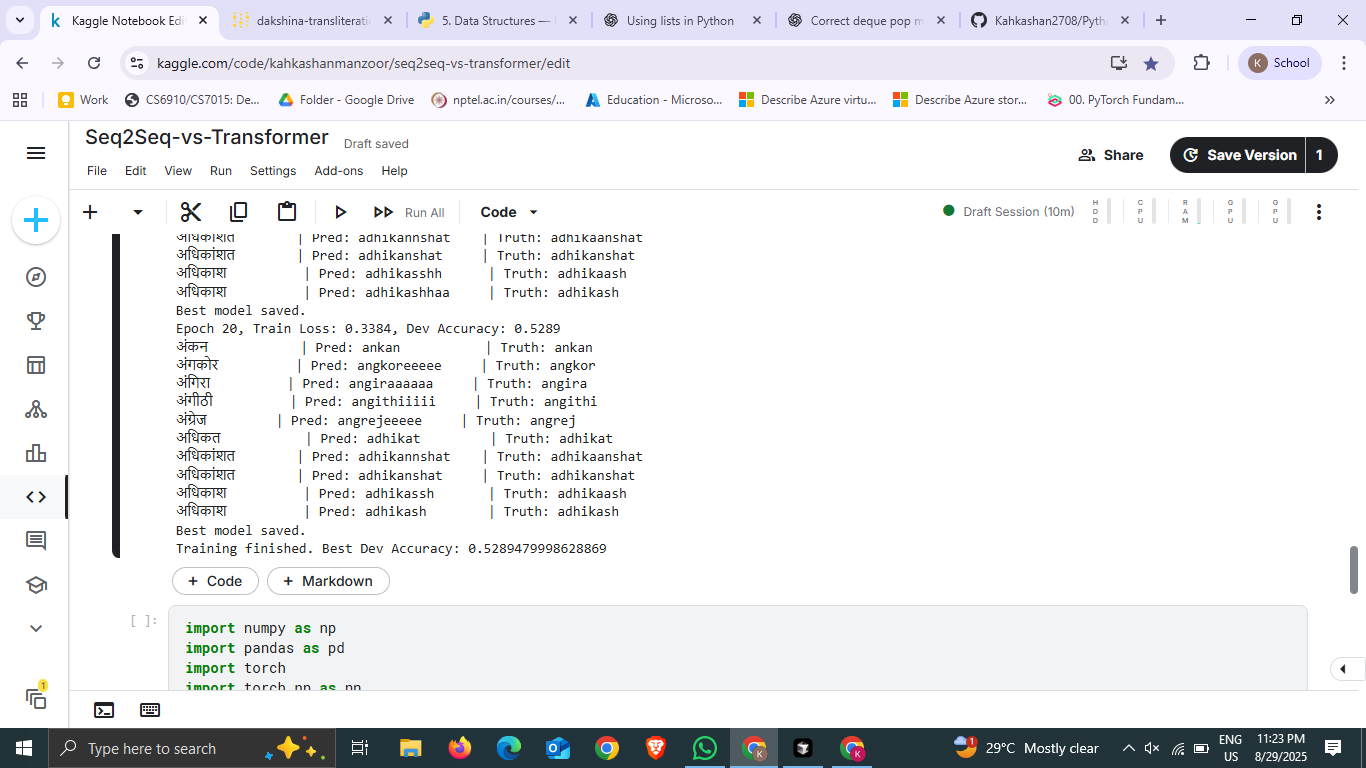 Kaggle Notebook Edi
dakshina-transliterati
5. Data Structures —
Using lists in Python
Correct deque pop m
Kahkashan2708/Pyth
kaggle.com/code/kahkashanmanzoor/seq2seq-vs-transformer/edit
K School
Work
CS6910/CS7015: De...
Folder - Google Drive
nptel.ac.in/courses/...
Education - Microso...
Describe Azure virtu...
Describe Azure stor...
00. PyTorch Fundam...
Seq2Seq-vs-Transformer
Draft saved
Share
Save Version 1
File Edit View Run Settings Add-ons Help
Run All
Code
Draft Session (10m)
HDD
CPU
RAM
GPU
GPU
अधिकांशत | Pred: adhikannshat | Truth: adhikaanshat
अधिकांशत | Pred: adhikanshat | Truth: adhikanshat
अधिकाश | Pred: adhikasshh | Truth: adhikaash
अधिकाश | Pred: adhikashhaa | Truth: adhikash
Best model saved.
Epoch 20, Train Loss: 0.3384, Dev Accuracy: 0.5289
अंकन | Pred: ankan | Truth: ankan
अंगकोर | Pred: angkoreeeee | Truth: angkor
अंगिरा | Pred: angiraaaaaa | Truth: angira
अंगीठी | Pred: angithiiiii | Truth: angithi
अंग्रेज | Pred: angrejeeeee | Truth: angrej
अधिकत | Pred: adhikat | Truth: adhikat
अधिकांशत | Pred: adhikannshat | Truth: adhikaanshat
अधिकांशत | Pred: adhikanshat | Truth: adhikanshat
अधिकाश | Pred: adhikassh | Truth: adhikaash
अधिकाश | Pred: adhikash | Truth: adhikash
Best model saved.
Training finished. Best Dev Accuracy: 0.5289479998628869
+ Code
+ Markdown
[ ]:
import numpy as np
import pandas as pd
import torch
import torch.nn as nn
1
Type here to search
1
29°C Mostly clear
ENG
US
11:23 PM
8/29/2025